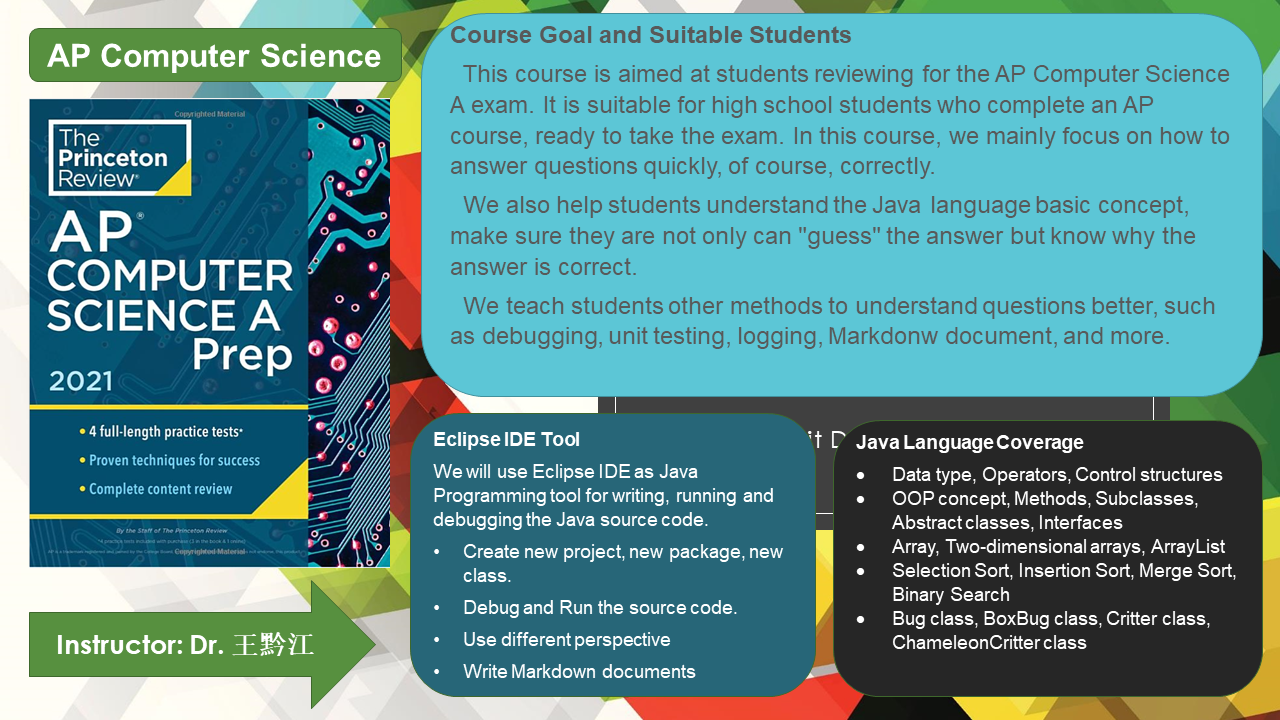 AP Computer Science
Copyrighted Material
The
Princeton
Review®
AP®
COMPUTER
SCIENCE A
Prep
2021
• 4 full-length practice tests*
• Proven techniques for success
• Complete content review
By the Staff of The Princeton Review
Copyrighted Material
Instructor: Dr. 王黔江
Course Goal and Suitable Students
This course is aimed at students reviewing for the AP Computer Science
A exam. It is suitable for high school students who complete an AP
course, ready to take the exam. In this course, we mainly focus on how to
answer questions quickly, of course, correctly.
We also help students understand the Java language basic concept,
make sure they are not only can "guess" the answer but know why the
answer is correct.
We teach students other methods to understand questions better, such
as debugging, unit testing, logging, Markdonw document, and more.
it D
Eclipse IDE Tool
We will use Eclipse IDE as Java
Programming tool for writing, running and
debugging the Java source code.
• Create new project, new package, new
class.
• Debug and Run the source code.
• Use different perspective
• Write Markdown documents
Java Language Coverage
• Data type, Operators, Control structures
• OOP concept, Methods, Subclasses,
Abstract classes, Interfaces
• Array, Two-dimensional arrays, ArrayList
• Selection Sort, Insertion Sort, Merge Sort,
Binary Search
• Bug class, BoxBug class, Critter class,
ChameleonCritter class